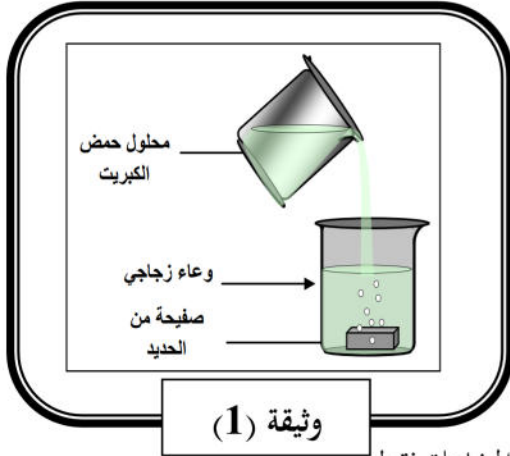 محلول حمض
الكبريت
وعاء زجاجي
صفيحة من
الحديد
وثيقة (1)